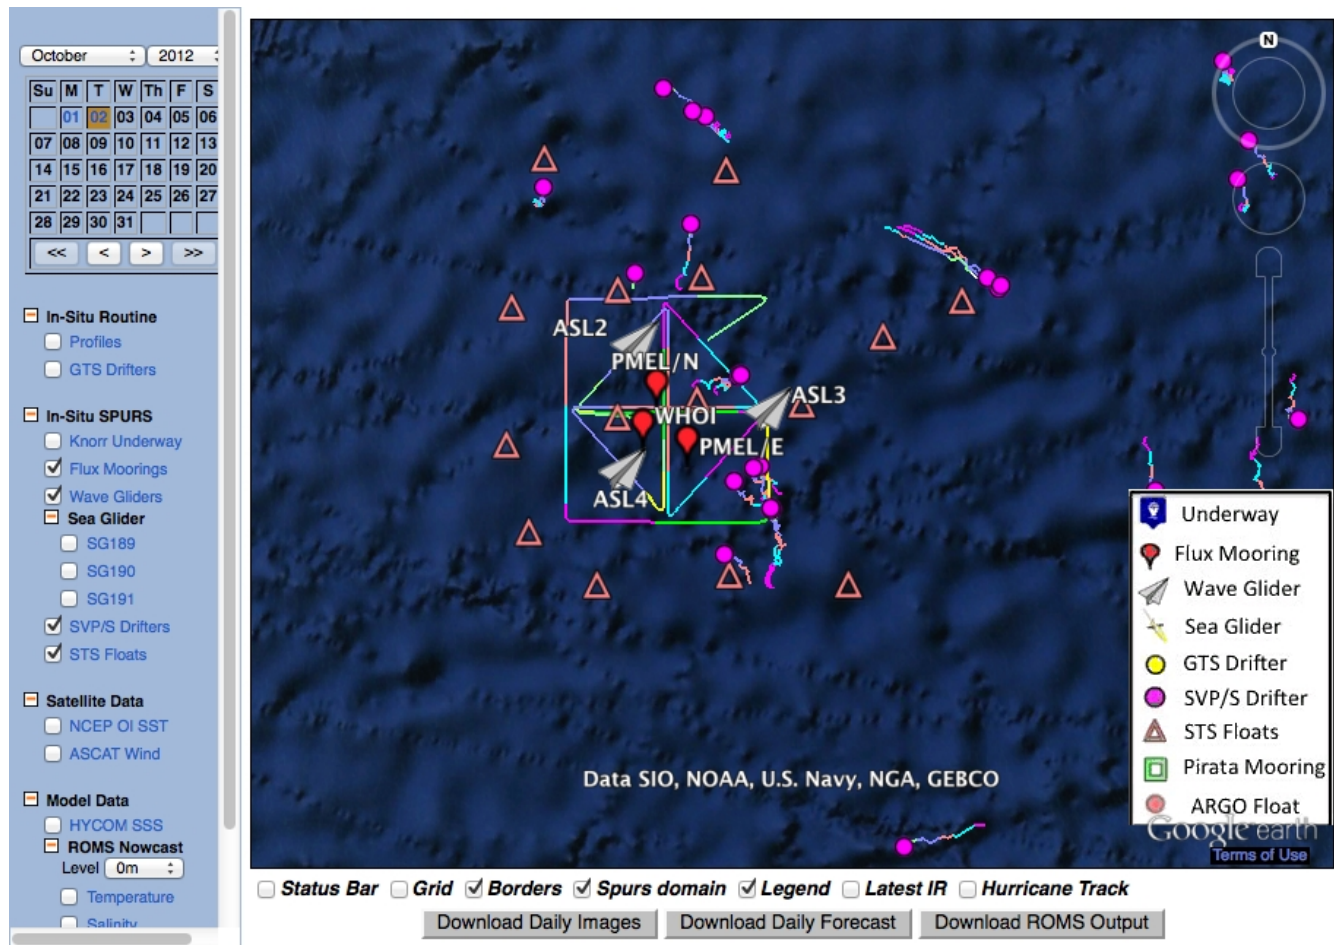 October 2012
Su M T W Th F S
01 02 03 04 05 06
07 08 09 10 11 12 13
14 15 16 17 18 19 20
21 22 23 24 25 26 27
28 29 30 31
<< < > >>
In-Situ Routine
Profiles
GTS Drifters
In-Situ SPURS
Knorr Underway
Flux Moorings
Wave Gliders
Sea Glider
SG189
SG190
SG191
SVP/S Drifters
STS Floats
Satellite Data
NCEP OI SST
ASCAT Wind
Model Data
HYCOM SSS
ROMS Nowcast
Level 0m
Temperature
Salinity
N
ASL2
PMEL/N
ASL3
WHOI
PMEL/E
ASL4
Data SIO, NOAA, U.S. Navy, NGA, GEBCO
Underway
Flux Mooring
Wave Glider
Sea Glider
GTS Drifter
SVP/S Drifter
STS Floats
Pirata Mooring
ARGO Float
Google earth
Terms of Use
Status Bar Grid Borders Spurs domain Legend Latest IR Hurricane Track
Download Daily Images Download Daily Forecast Download ROMS Output